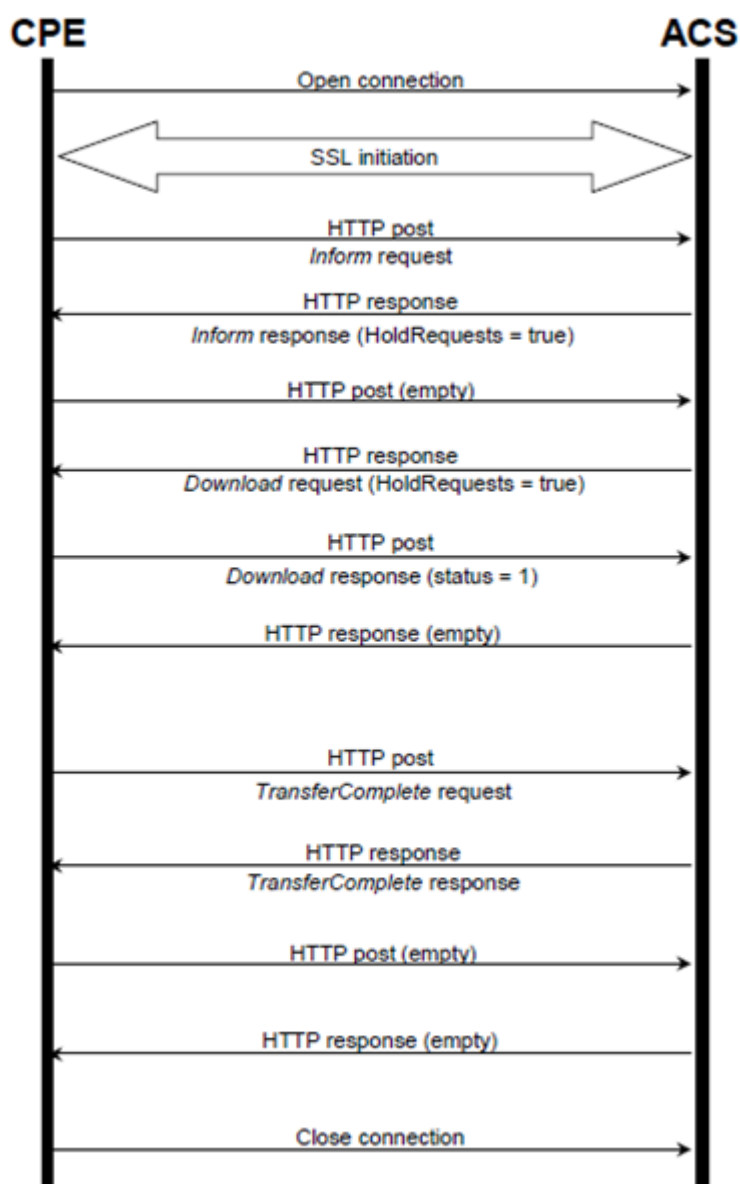 CPE ACS
Open connection
SSL initiation
HTTP post
Inform request
HTTP response
Inform response (HoldRequests = true)
HTTP post (empty)
HTTP response
Download request (HoldRequests = true)
HTTP post
Download response (status = 1)
HTTP response (empty)
HTTP post
TransferComplete request
HTTP response
TransferComplete response
HTTP post (empty)
HTTP response (empty)
Close connection